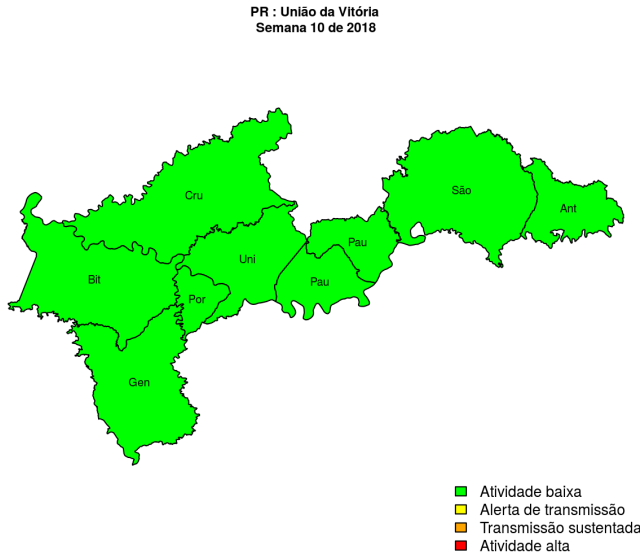 PR : União da Vitória
Semana 10 de 2018
Cru
São
Ant
Pau
Uni
Bit
Pau
Por
Gen
Atividade baixa
Alerta de transmissão
Transmissão sustentada
Atividade alta